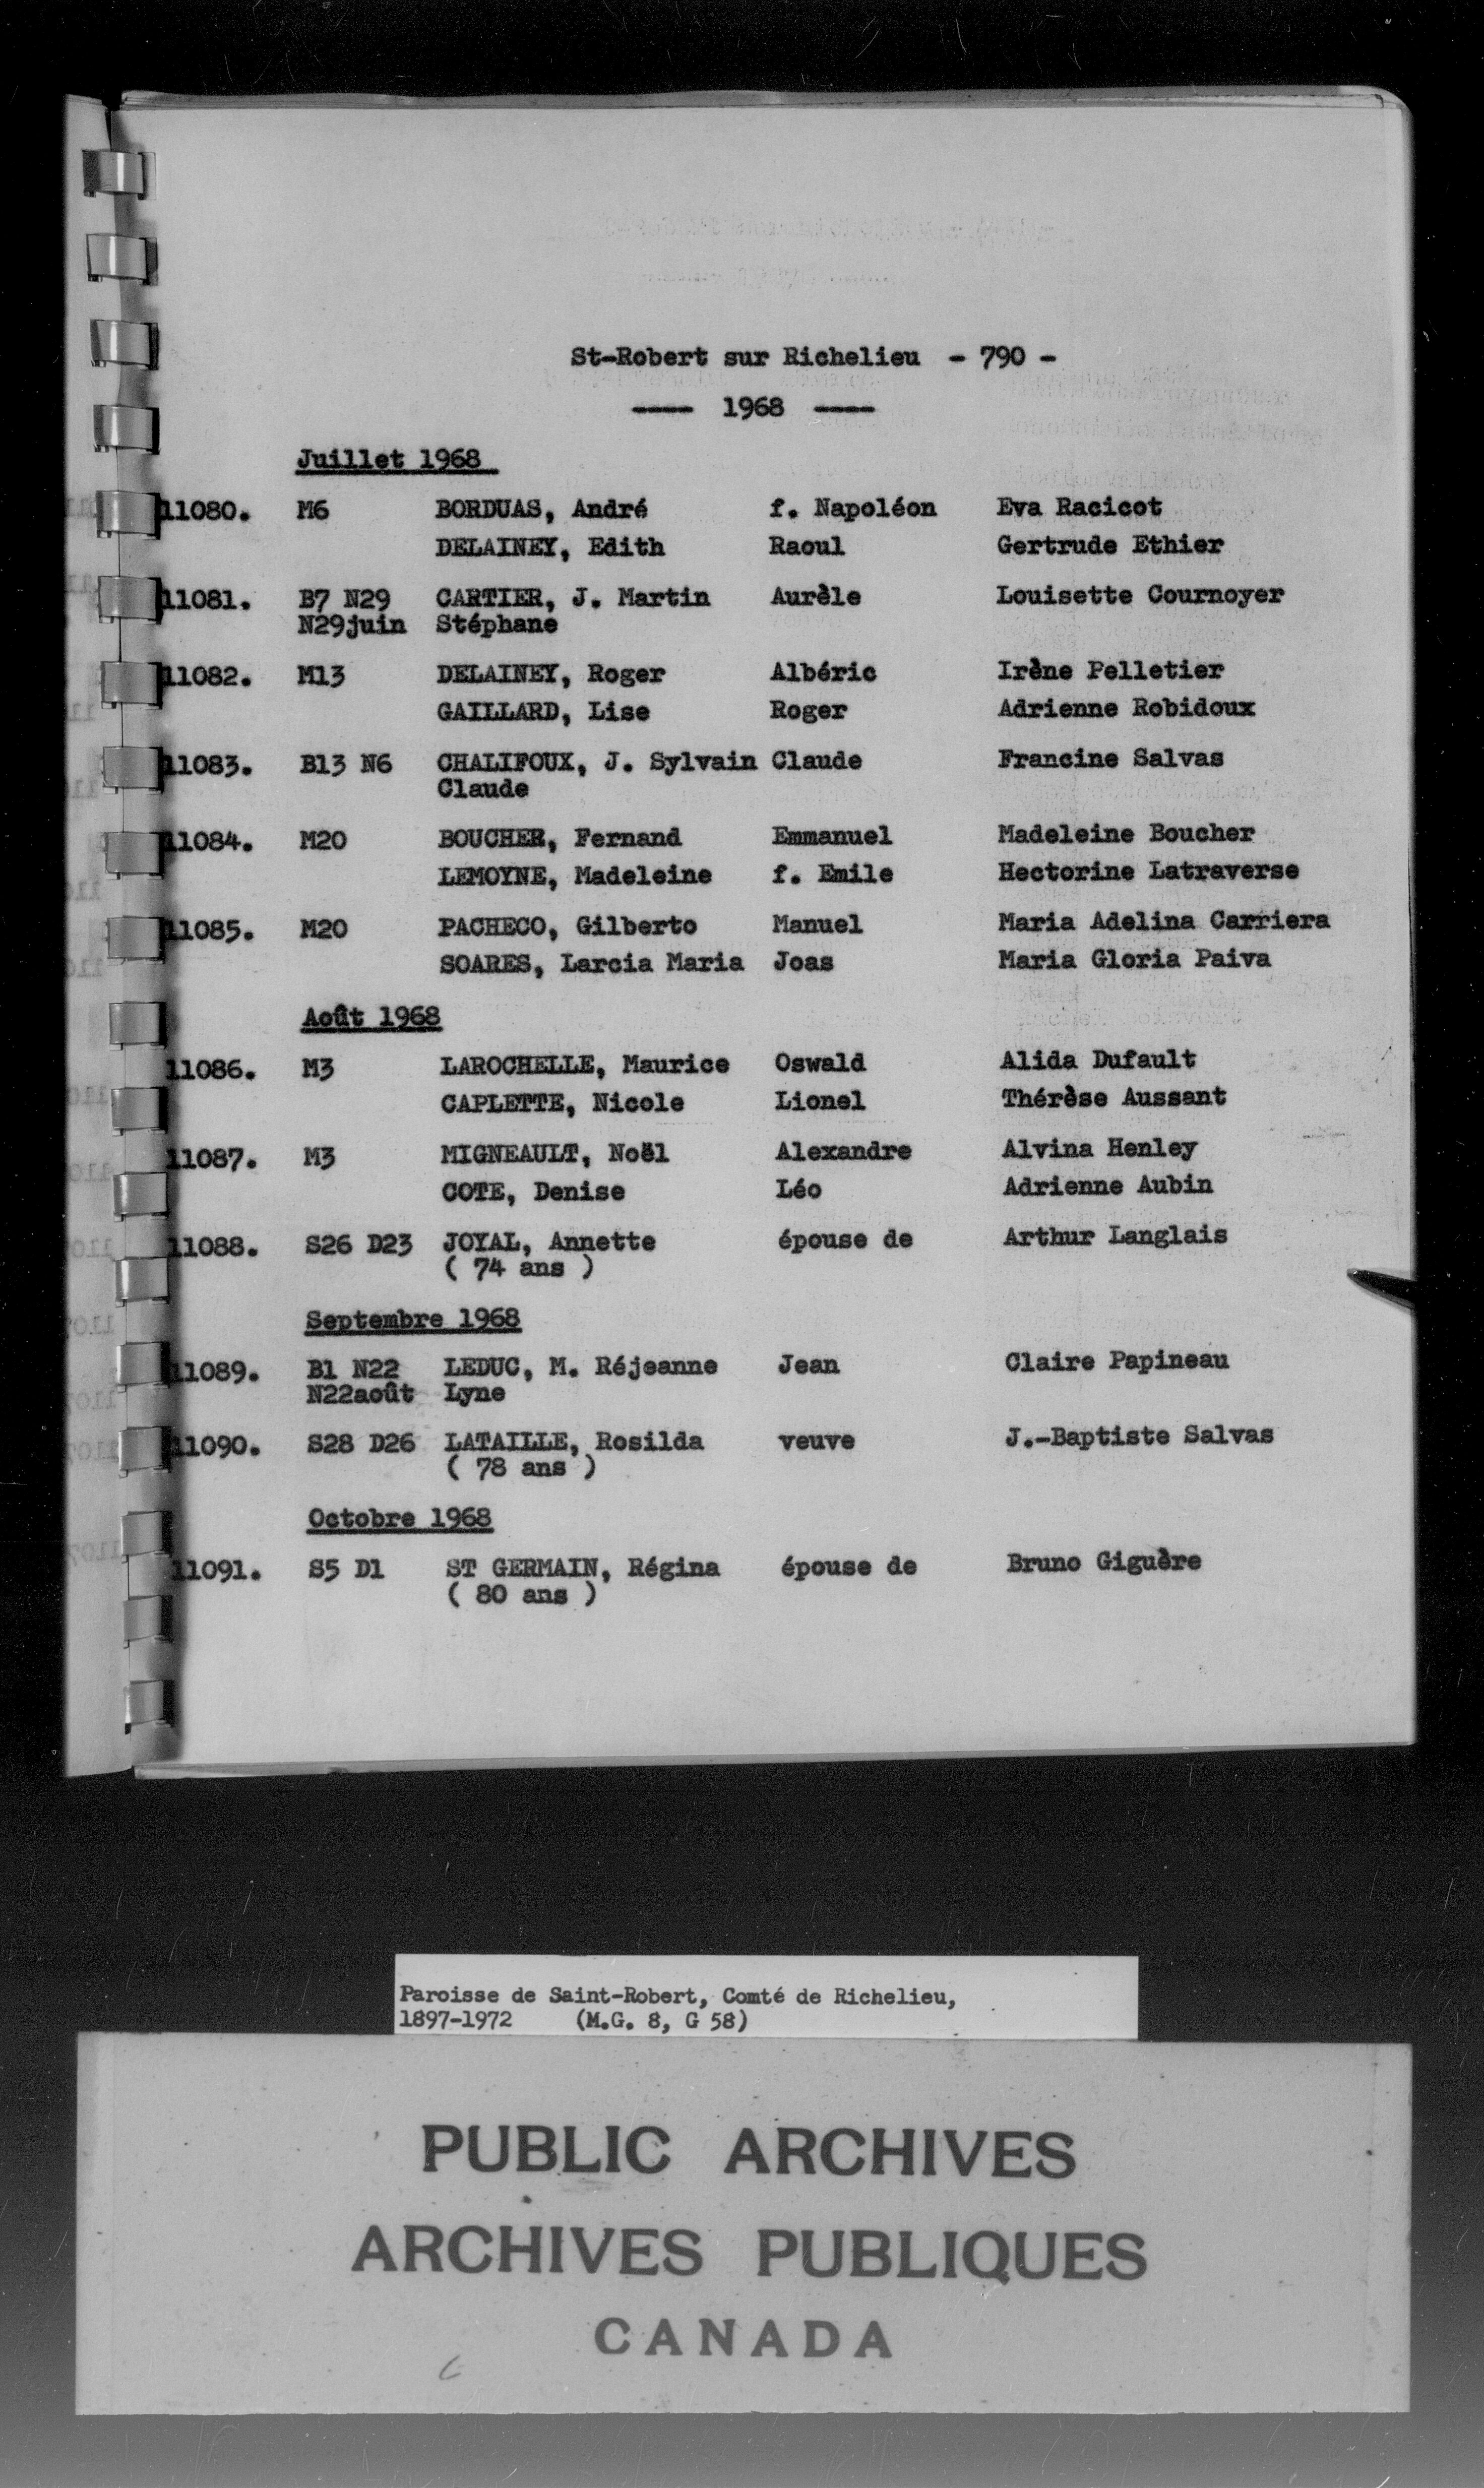 St-Robert sur Richelieu - 790 -
---- 1968 ----
Juillet 1968
11080. M6 BORDUAS, André f. Napoléon Eva Racicot
DELAINEY, Edith Raoul Gertrude Ethier
11081. B7 N29 CARTIER, J. Martin Aurèle Louisette Cournoyer
N29juin Stéphane
11082. M13 DELAINEY, Roger Albéric Irène Pelletier
GAILLARD, Lise Roger Adrienne Robidoux
11083. B13 N6 CHALIFOUX, J. Sylvain Claude Francine Salvas
Claude
11084. M20 BOUCHER, Fernand Emmanuel Madeleine Boucher
LEMOYNE, Madeleine f. Emile Hectorine Latraverse
11085. M20 PACHECO, Gilberto Manuel Maria Adelina Carriera
SOARES, Larcia Maria Joas Maria Gloria Paiva
Août 1968
11086. M3 LAROCHELLE, Maurice Oswald Alida Dufault
CAPLETTE, Nicole Lionel Thérèse Aussant
11087. M3 MIGNEAULT, Noël Alexandre Alvina Henley
COTE, Denise Léo Adrienne Aubin
11088. S26 D23 JOYAL, Annette épouse de Arthur Langlais
( 74 ans )
Septembre 1968
11089. B1 N22 LEDUC, M. Réjeanne Jean Claire Papineau
N22août Lyne
11090. S28 D26 LATAILLE, Rosilda veuve J.-Baptiste Salvas
( 78 ans )
Octobre 1968
11091. S5 D1 ST GERMAIN, Régina épouse de Bruno Giguère
( 80 ans )
Paroisse de Saint-Robert, Comté de Richelieu,
1897-1972 (M.G. 8, G 58)
PUBLIC ARCHIVES
ARCHIVES PUBLIQUES
CANADA